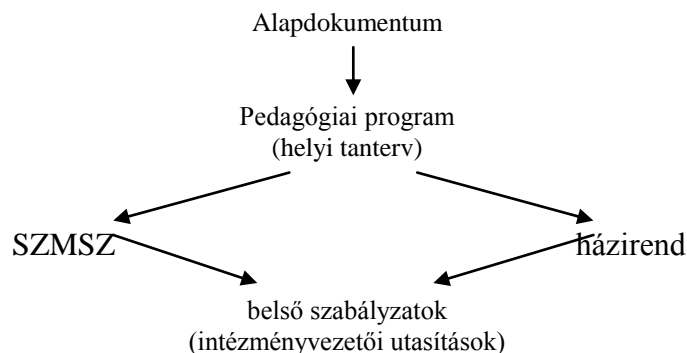 Alapdokumentum
Pedagógiai program
(helyi tanterv)
SZMSZ
házirend
belső szabályzatok
(intézményvezetői utasítások)